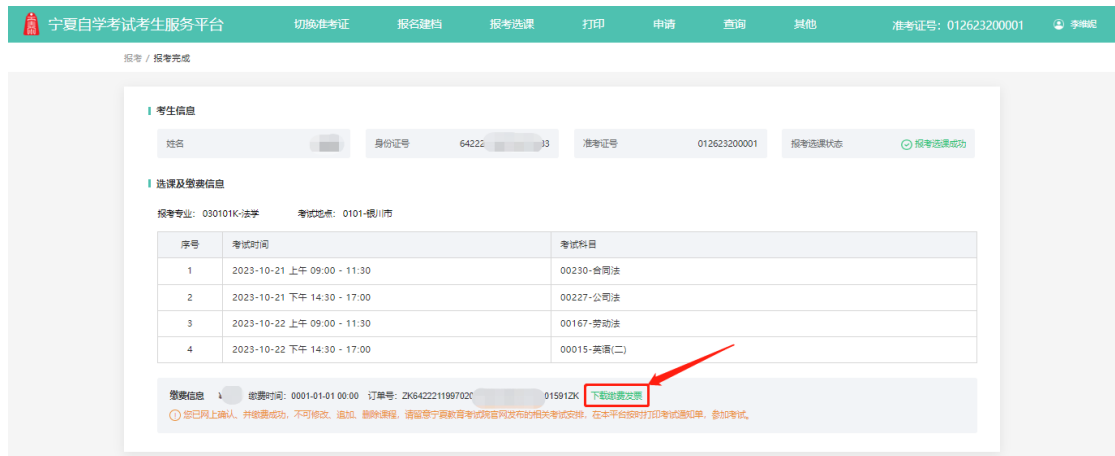 宁夏自学考试考生服务平台 切换准考证 报名建档 报考选课 打印 申请 查询 其他 准考证号：012623200001 李维妮
报考 / 报考完成
考生信息
姓名 身份证号 64222 33 准考证号 012623200001 报考选课状态 报考选课成功
选课及缴费信息
报考专业：030101K-法学 考试地点：0101-银川市
序号 考试时间 考试科目
1 2023-10-21 上午 09:00 - 11:30 00230-合同法
2 2023-10-21 下午 14:30 - 17:00 00227-公司法
3 2023-10-22 上午 09:00 - 11:30 00167-劳动法
4 2023-10-22 下午 14:30 - 17:00 00015-英语(二)
缴费信息 缴费时间：0001-01-01 00:00 订单号：ZK6422211997020 01591ZK 下载缴费发票
您已网上确认、并缴费成功，不可修改、追加、删除课程，请留意宁夏教育考试院官网发布的相关考试安排，在本平台按时打印考试通知单，参加考试。